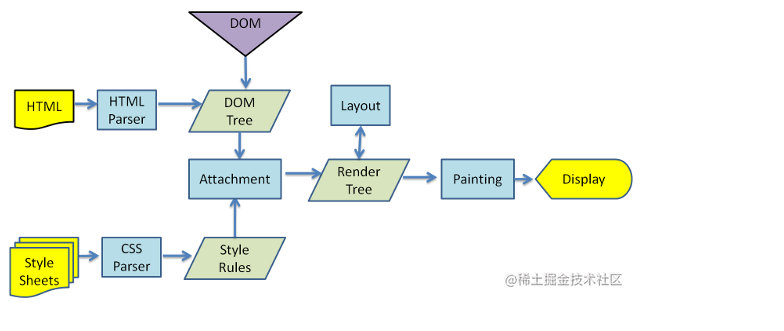 DOM
HTML
HTML
Parser
DOM
Tree
Layout
Attachment
Render
Tree
Painting
Display
Style
Sheets
CSS
Parser
Style
Rules
@稀土掘金技术社区